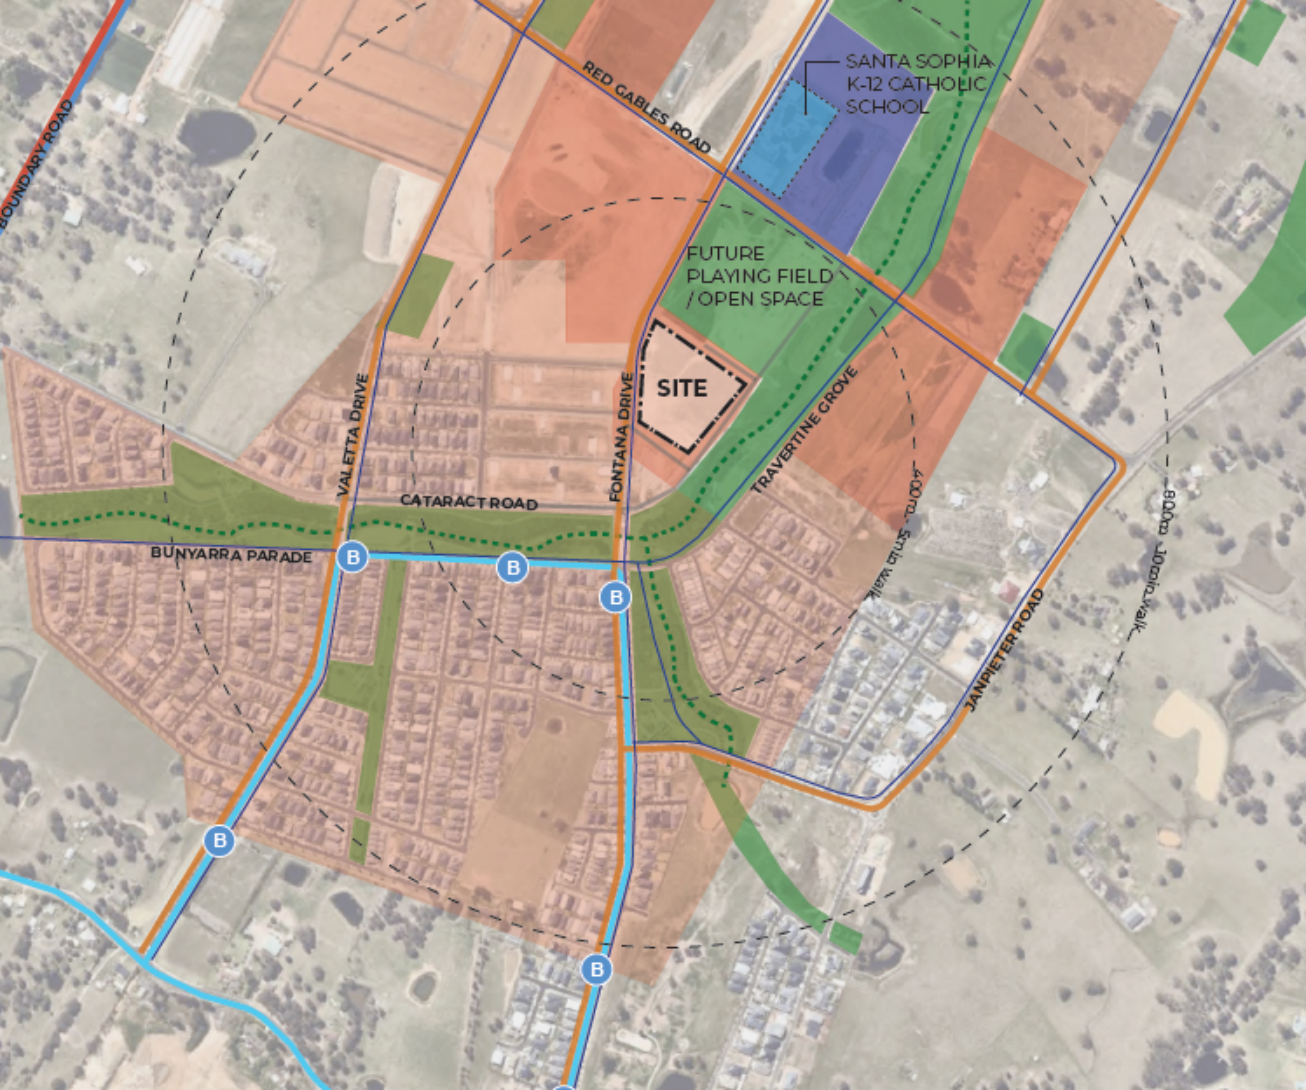 SANTA SOPHIA
K-12 CATHOLIC
SCHOOL
RED GABLES ROAD
BOUNDARY ROAD
FUTURE
PLAYING FIELD
/ OPEN SPACE
SITE
VALETTA DRIVE
FONTANA DRIVE
TRAVERTINE GROVE
CATARACT ROAD
BUNYARRA PARADE
400m - 5min walk
800m 10min walk
B
B
B
JANPIETER ROAD
B
B